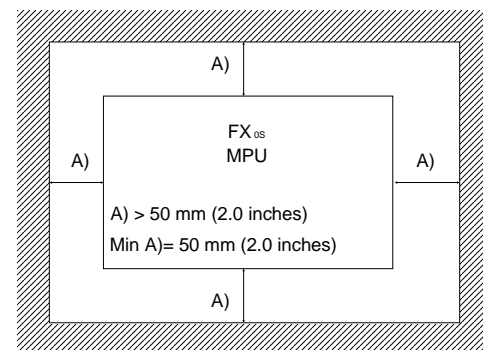 A)
FX0S
MPU
A)
A)
A) > 50 mm (2.0 inches)
Min A)= 50 mm (2.0 inches)
A)